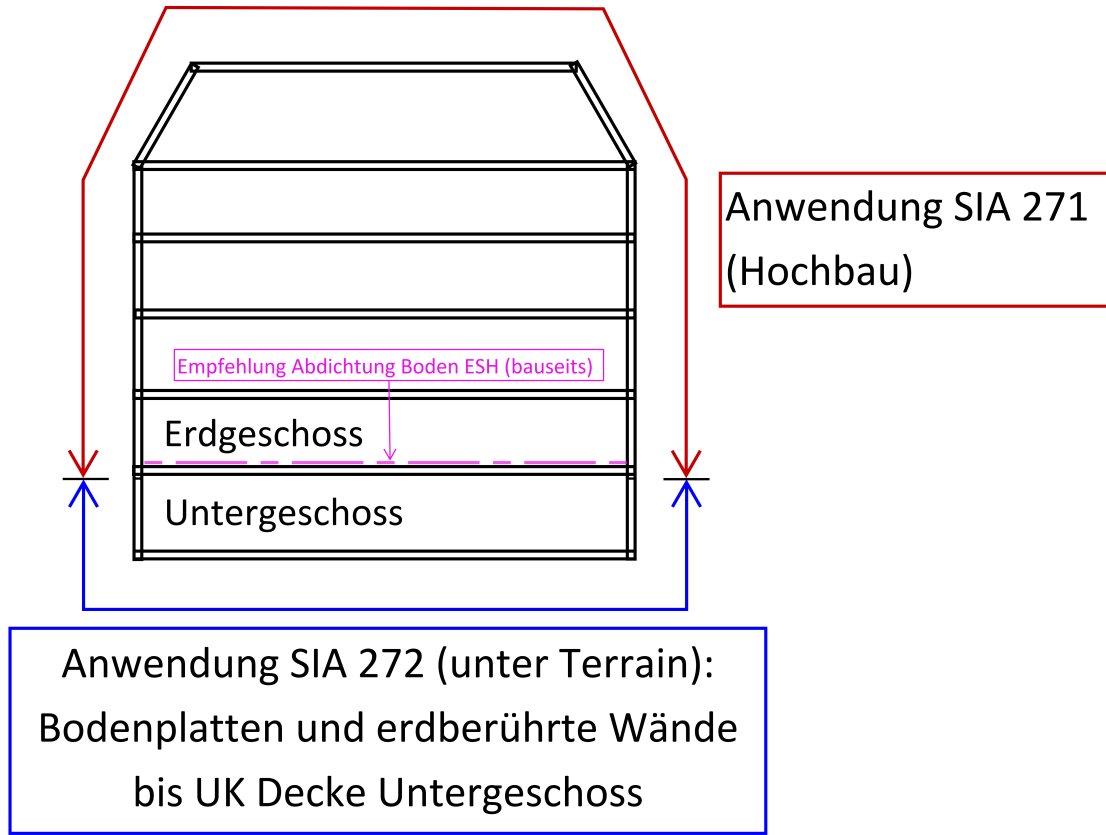 Anwendung SIA 271
(Hochbau)
Empfehlung Abdichtung Boden ESH (bauseits)
Erdgeschoss
Untergeschoss
Anwendung SIA 272 (unter Terrain):
Bodenplatten und erdberührte Wände
bis UK Decke Untergeschoss